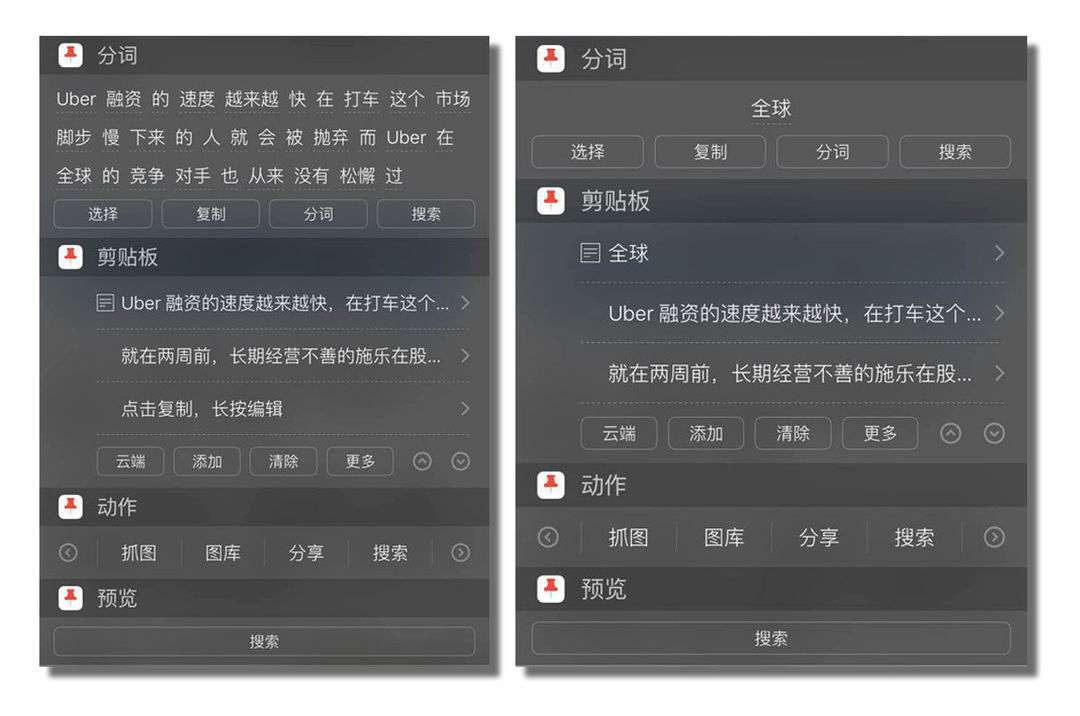 分词
Uber 融资 的 速度 越来越 快 在 打车 这个 市场
脚步 慢 下来 的 人 就 会 被 抛弃 而 Uber 在
全球 的 竞争 对手 也 从来 没有 松懈 过
选择 复制 分词 搜索
剪贴板
Uber 融资的速度越来越快，在打车这个...
就在两周前，长期经营不善的施乐在股...
点击复制，长按编辑
云端 添加 清除 更多
动作
抓图 图库 分享 搜索
预览
搜索
分词
全球
选择 复制 分词 搜索
剪贴板
全球
Uber 融资的速度越来越快，在打车这个...
就在两周前，长期经营不善的施乐在股...
云端 添加 清除 更多
动作
抓图 图库 分享 搜索
预览
搜索